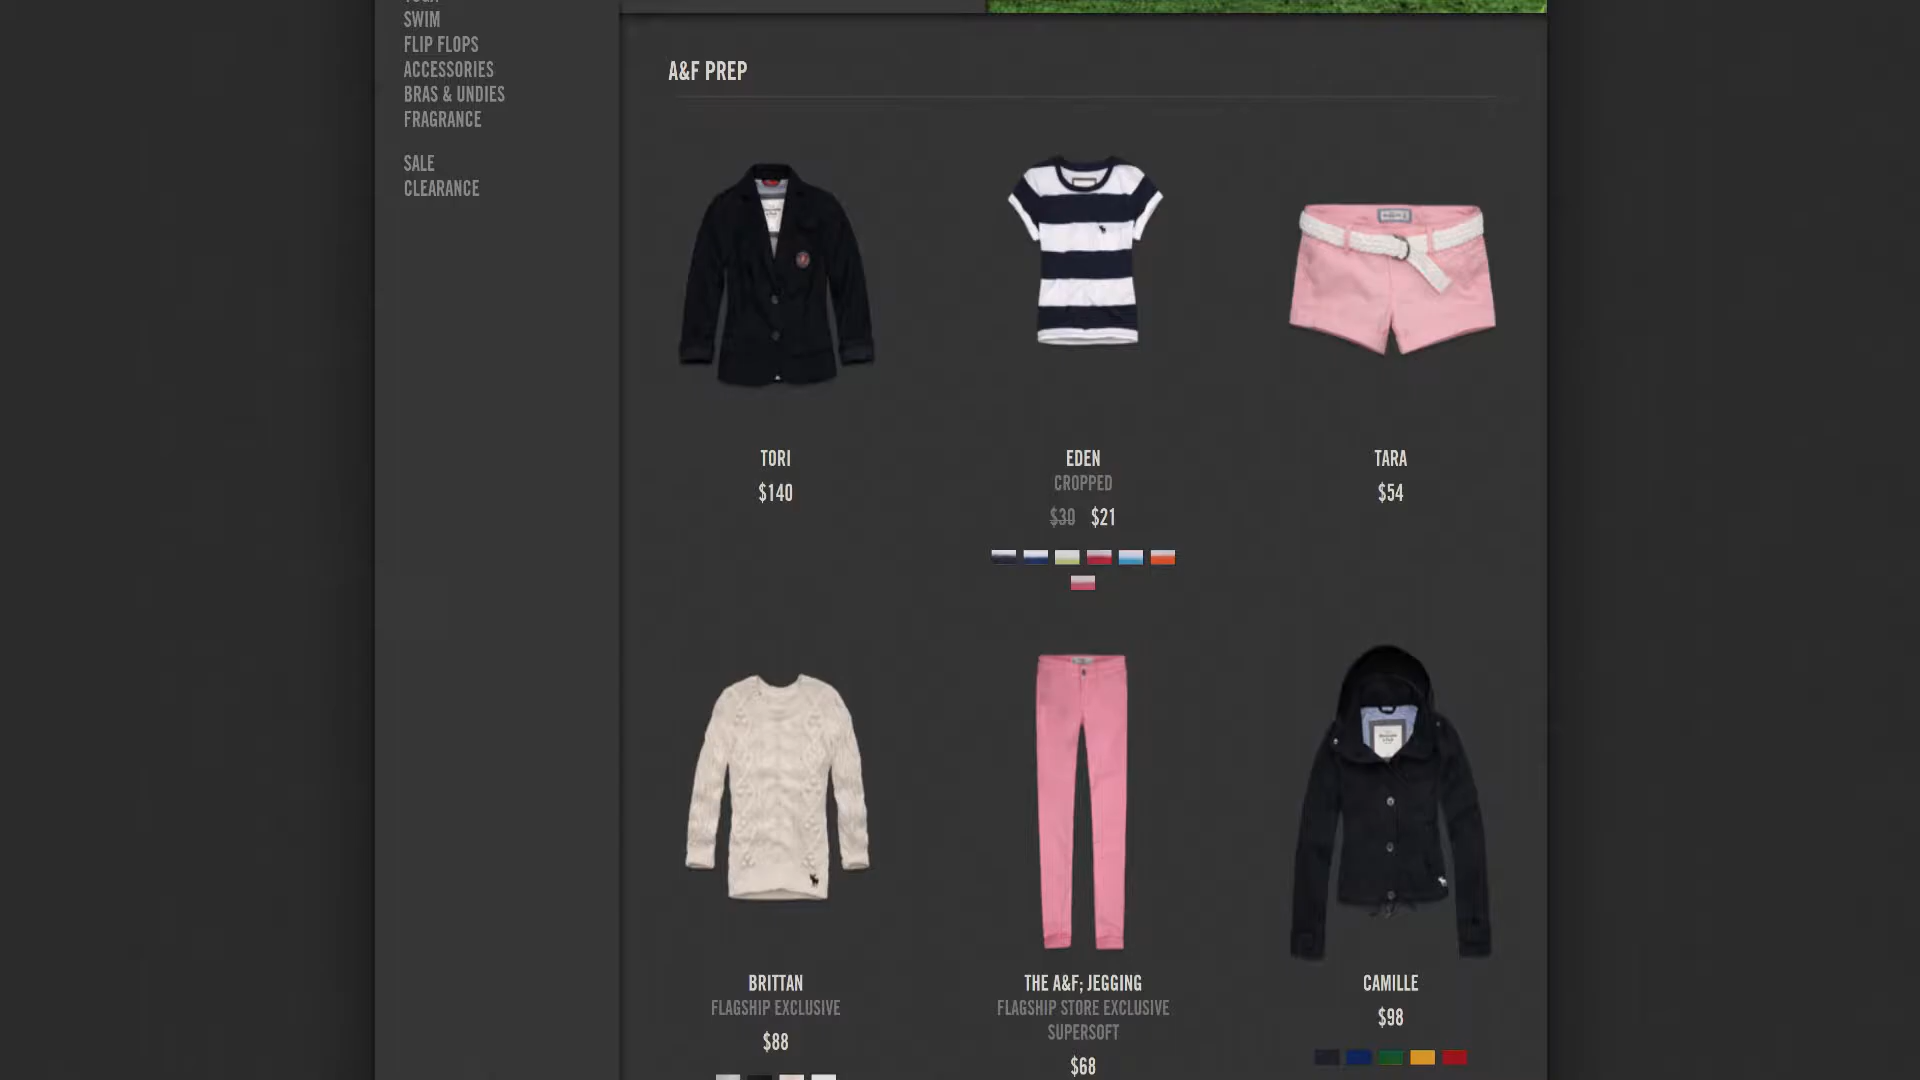 SWIM
FLIP FLOPS
ACCESSORIES
BRAS & UNDIES
FRAGRANCE
SALE
CLEARANCE
A&F PREP
TORI
$140
EDEN
CROPPED
$30 $21
TARA
$54
BRITTAN
FLAGSHIP EXCLUSIVE
$88
THE A&F; JEGGING
FLAGSHIP STORE EXCLUSIVE
SUPERSOFT
$68
CAMILLE
$98